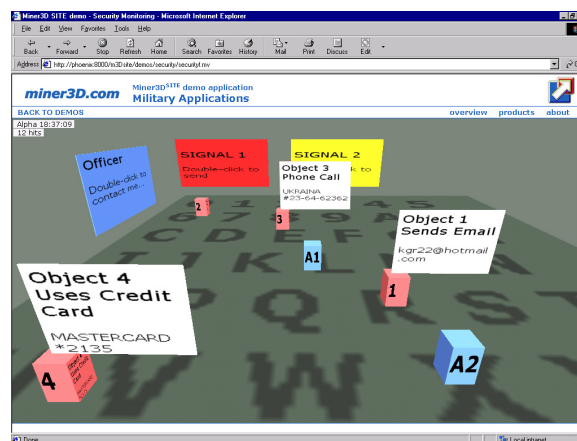 Miner3D SITE demo - Security Monitoring - Microsoft Internet Explorer
File Edit View Favorites Tools Help
Back Forward Stop Refresh Home Search Favorites History Mail Print Discuss Edit
Address http://phoenix:8000/m3Dsite/demos/security/securityf.mv
miner3D.com
Miner3DSITE demo application
Military Applications
BACK TO DEMOS overview products about
Alpha 18:37:09
12 hits
Officer
Double-click to
contact me...
SIGNAL 1
Double-click to
send
SIGNAL 2
k to
Object 3
Phone Call
UKRAJNA
#23-64-62362
2
3
A1
Object 1
Sends Email
kgr22@hotmail
.com
1
Object 4
Uses Credit
Card
MASTERCARD
*2135
4
A2
Done
Local intranet